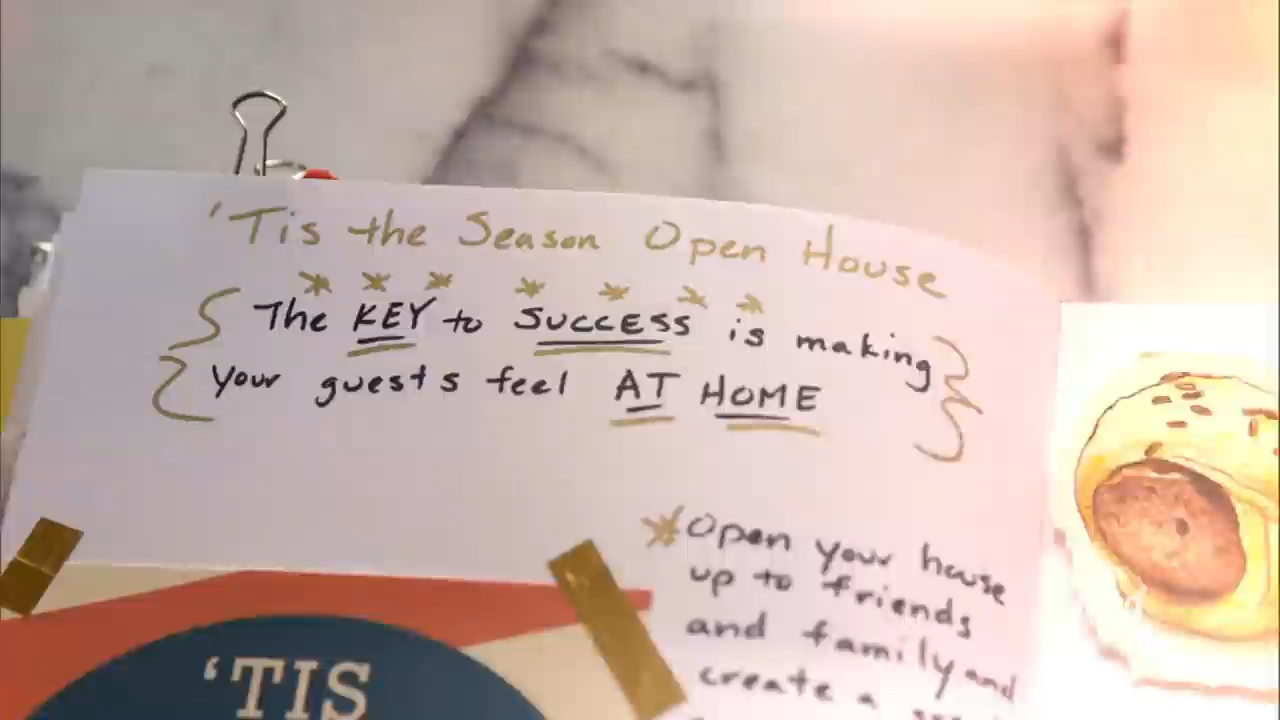 'Tis the Season Open House
The KEY to SUCCESS is making
your guests feel AT HOME
Open your house
up to friends
and family and
create a
'TIS